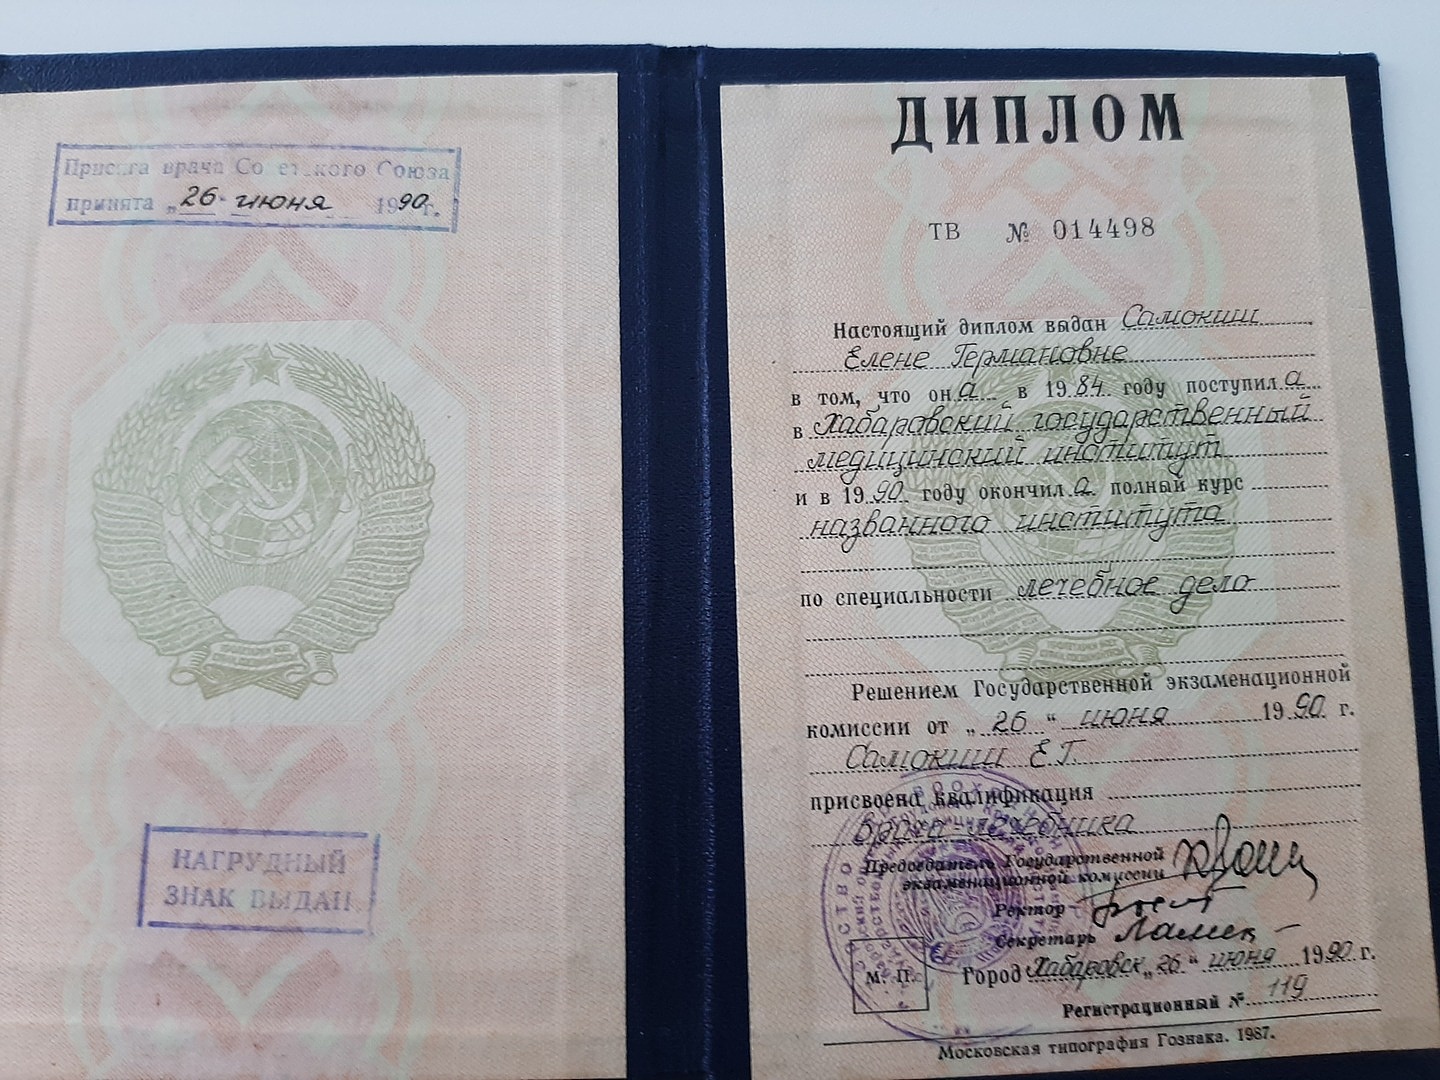 Присяга врача Советского Союза
принята „26" июня 1990 г.
НАГРУДНЫЙ
ЗНАК ВЫДАН
ДИПЛОМ
ТВ № 014498
Настоящий диплом выдан Самокиш
Елене Германовне
в том, что она в 1984 году поступила
в Хабаровский государственный
медицинский институт
и в 1990 году окончила полный курс
названного института
по специальности лечебное дело
Решением Государственной экзаменационной
комиссии от „26" июня 1990 г.
Самокиш Е.Г.
присвоена квалификация
врача-лечебника
Председатель Государственной
экзаменационной комиссии
Ректор
Секретарь
М. П.
Город Хабаровск „26" июня 1990 г.
Регистрационный № 119
Московская типография Гознака. 1987.